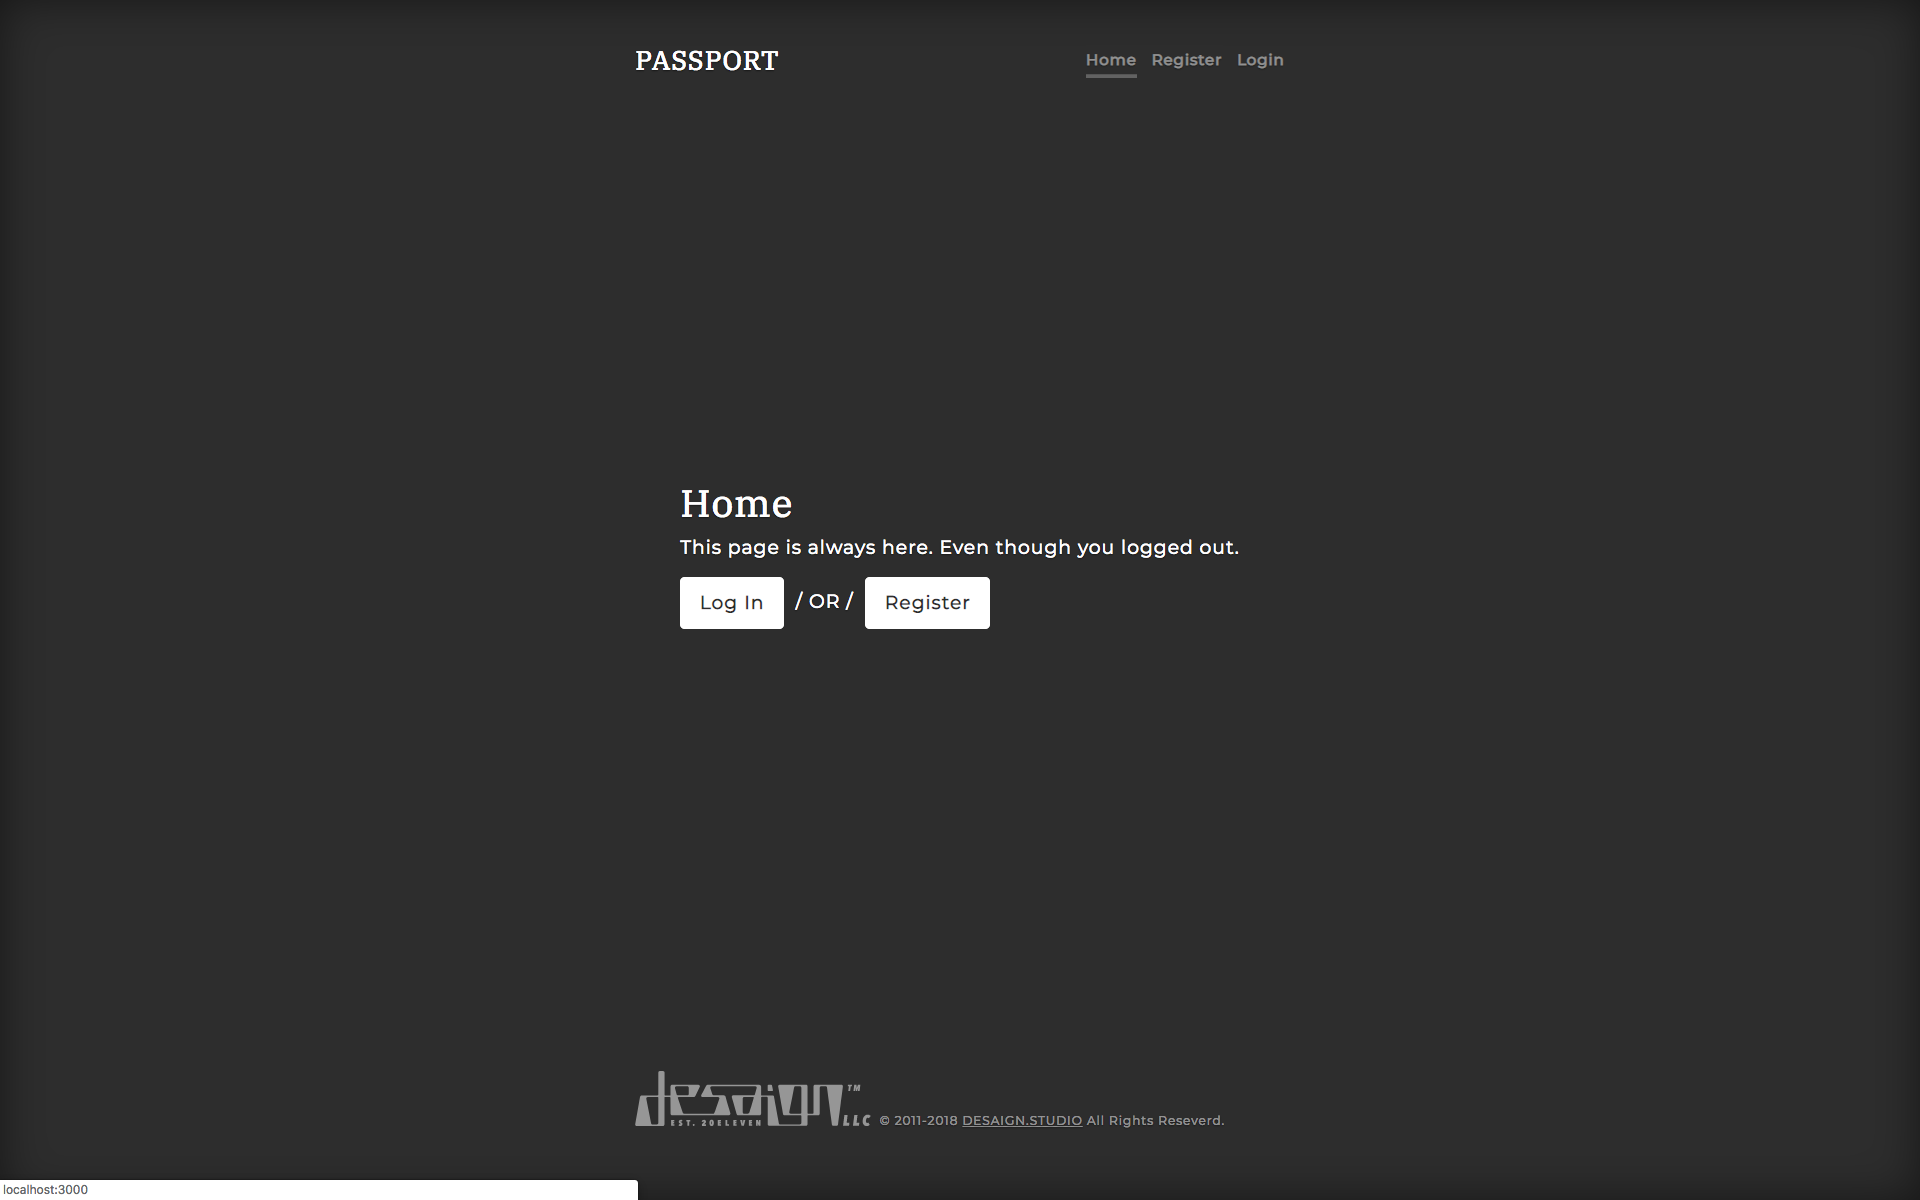 PASSPORT
Home Register Login
Home
This page is always here. Even though you logged out.
Log In / OR / Register
desaign™ LLC
EST. 20ELEVEN
© 2011-2018 DESAIGN.STUDIO All Rights Reseverd.
localhost:3000